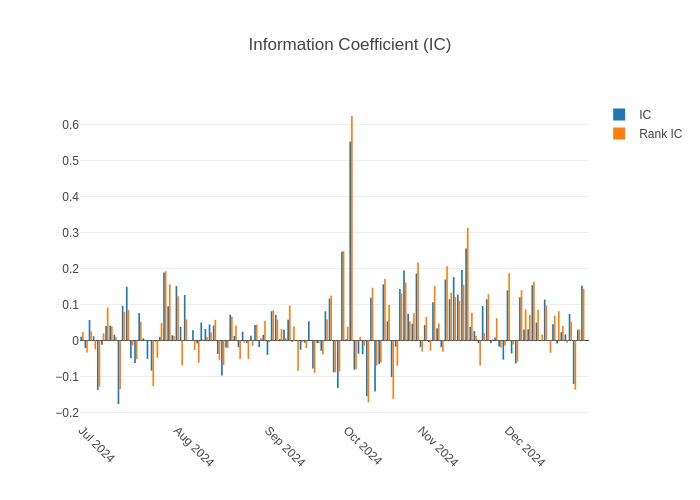 Information Coefficient (IC)
IC
Rank IC
0.6
0.5
0.4
0.3
0.2
0.1
0
−0.1
−0.2
Jul 2024
Aug 2024
Sep 2024
Oct 2024
Nov 2024
Dec 2024